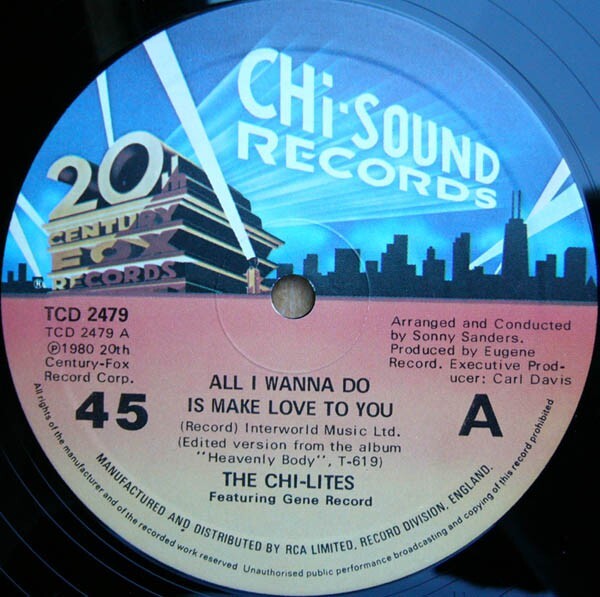 CHi-SOUND
RECORDS
20th
CENTURY
FOX
RECORDS
TCD 2479
TCD 2479 A
Ⓟ1980 20th
Century-Fox
Record Corp.
45
Arranged and Conducted
by Sonny Sanders.
Produced by Eugene
Record. Executive Pro-
ducer: Carl Davis
A
ALL I WANNA DO
IS MAKE LOVE TO YOU
(Record) Interworld Music Ltd.
(Edited version from the album
"Heavenly Body", T-619)
THE CHI-LITES
Featuring Gene Record
MANUFACTURED AND DISTRIBUTED BY RCA LIMITED, RECORD DIVISION, ENGLAND.
All rights of the manufacturer and of the recorded work reserved Unauthorised public performance broadcasting and copying of this record prohibited